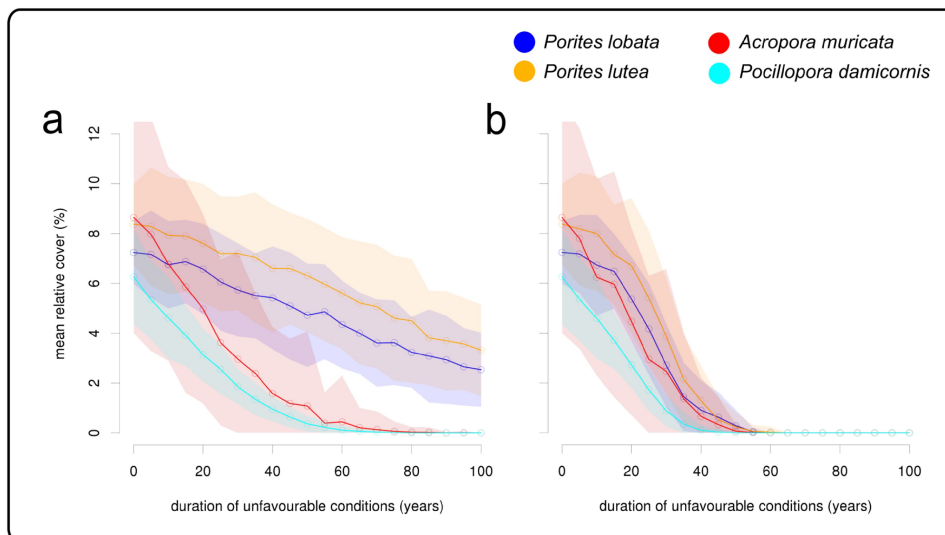 Porites lobata
Acropora muricata
Porites lutea
Pocillopora damicornis
a
b
mean relative cover (%)
12
10
8
6
4
2
0
0 20 40 60 80 100
0 20 40 60 80 100
duration of unfavourable conditions (years)
duration of unfavourable conditions (years)